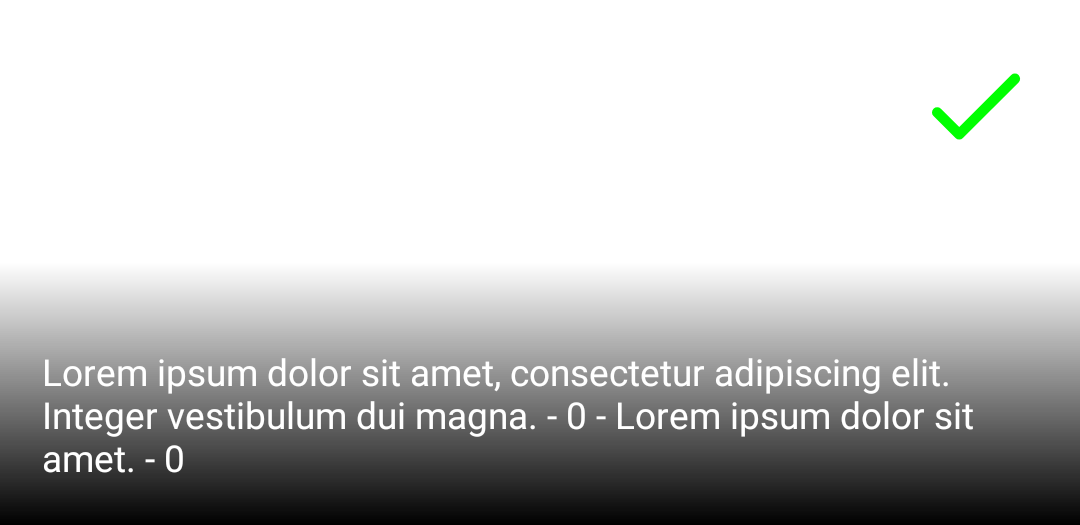 Lorem ipsum dolor sit amet, consectetur adipiscing elit.
Integer vestibulum dui magna. - 0 - Lorem ipsum dolor sit
amet. - 0